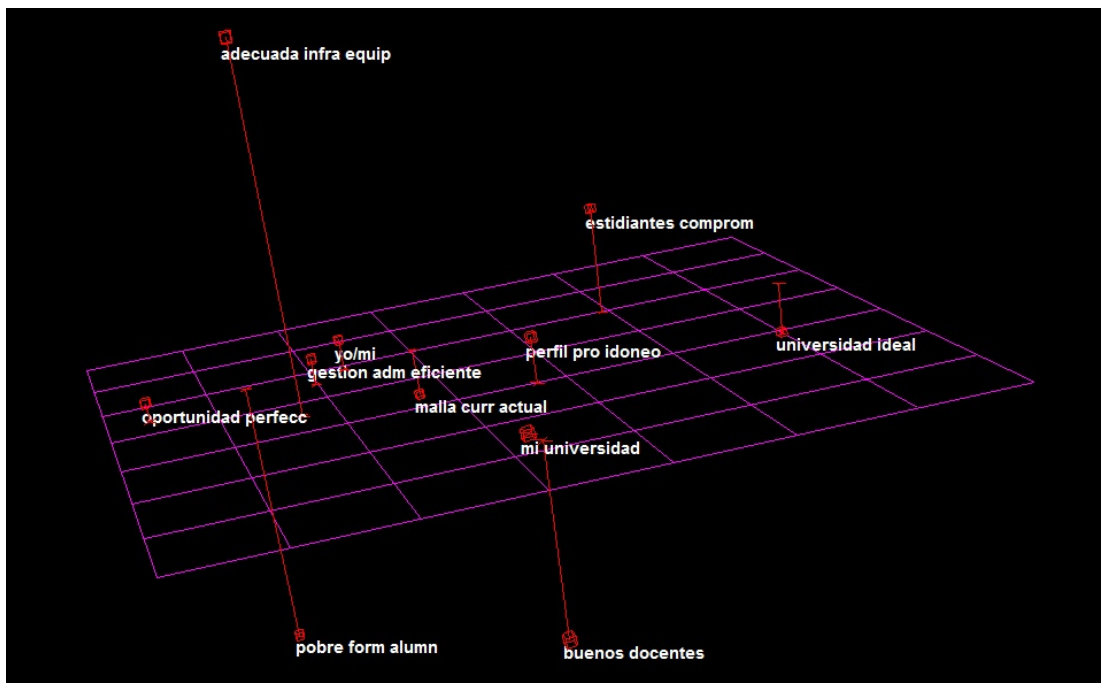 adecuada infra equip
estidiantes comprom
universidad ideal
perfil pro idoneo
yo/mi
gestion adm eficiente
malla curr actual
oportunidad perfecc
mi universidad
pobre form alumn
buenos docentes